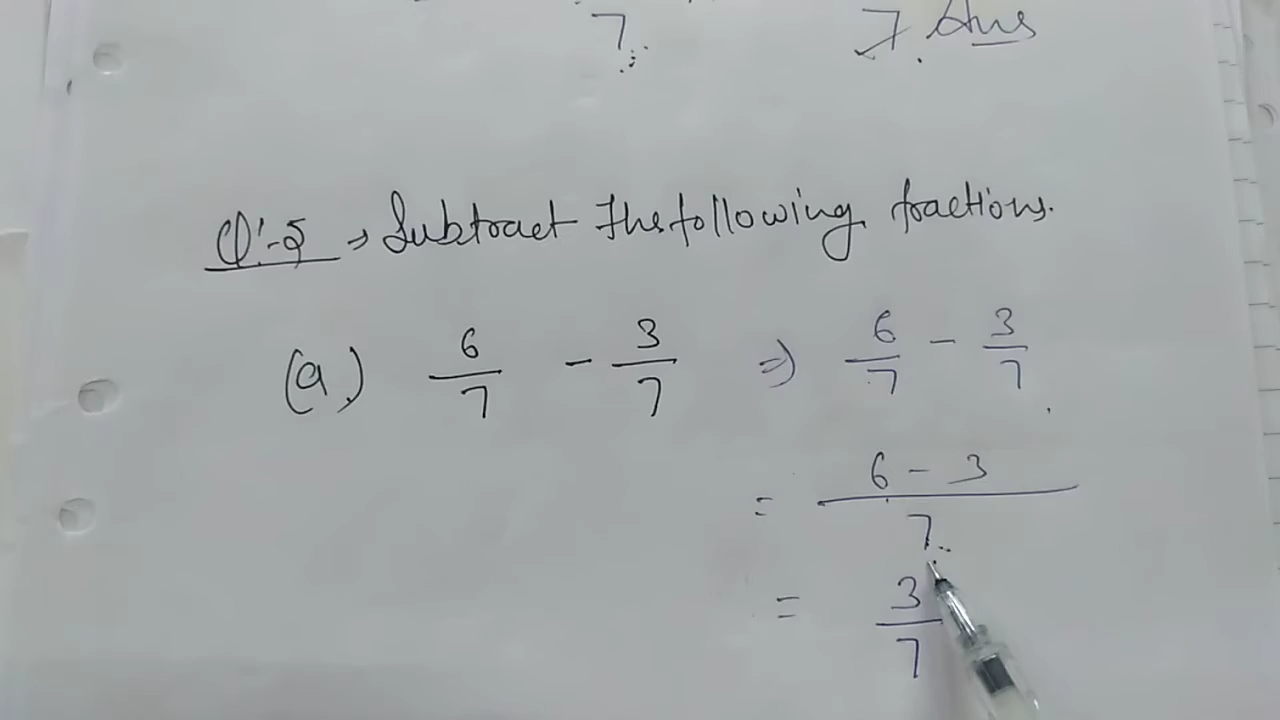 7 7. Ans
Q.-5 ⇒ Subtract The following fractions.
(a.) 6/7 - 3/7 ⇒ 6/7 - 3/7
= 6 - 3 / 7
= 3/7